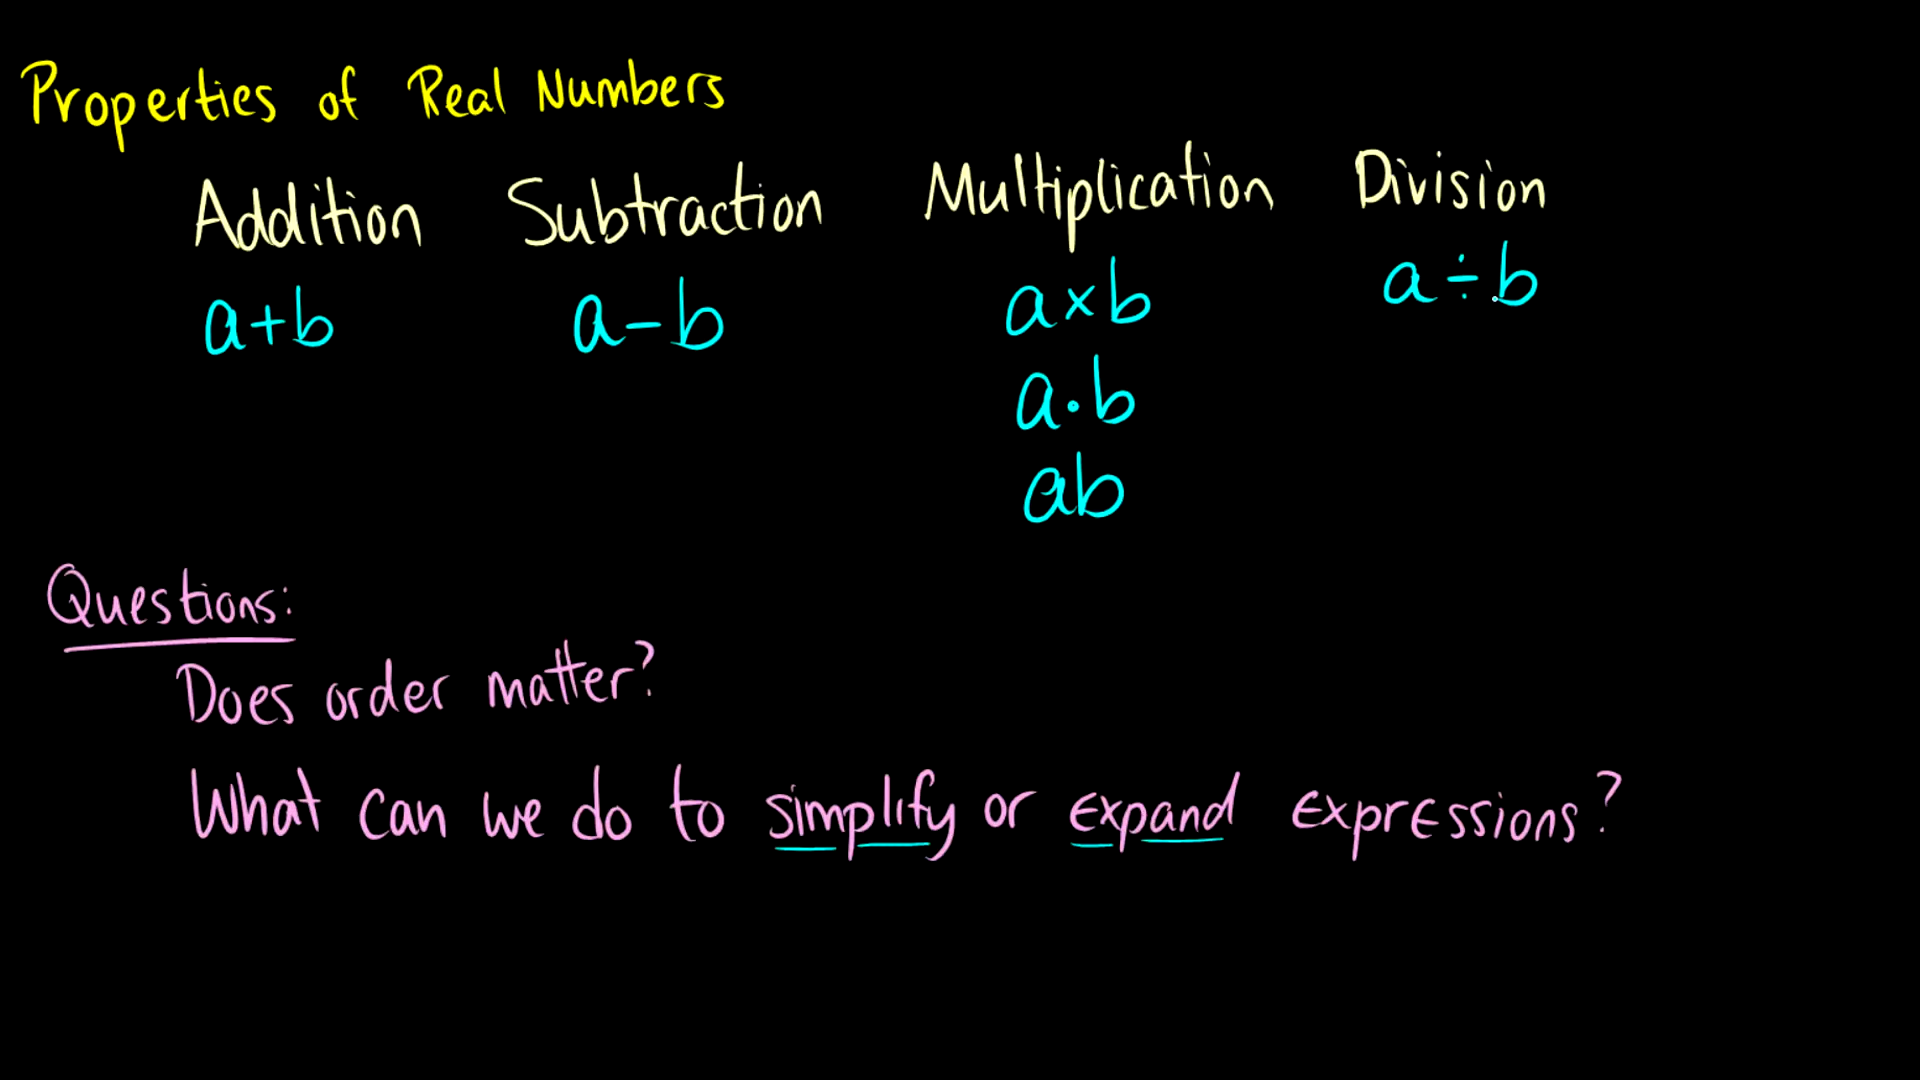 Properties of Real Numbers
Addition Subtraction Multiplication Division
a+b a-b a×b a÷b
a·b
ab
Questions:
Does order matter?
What can we do to simplify or expand expressions?